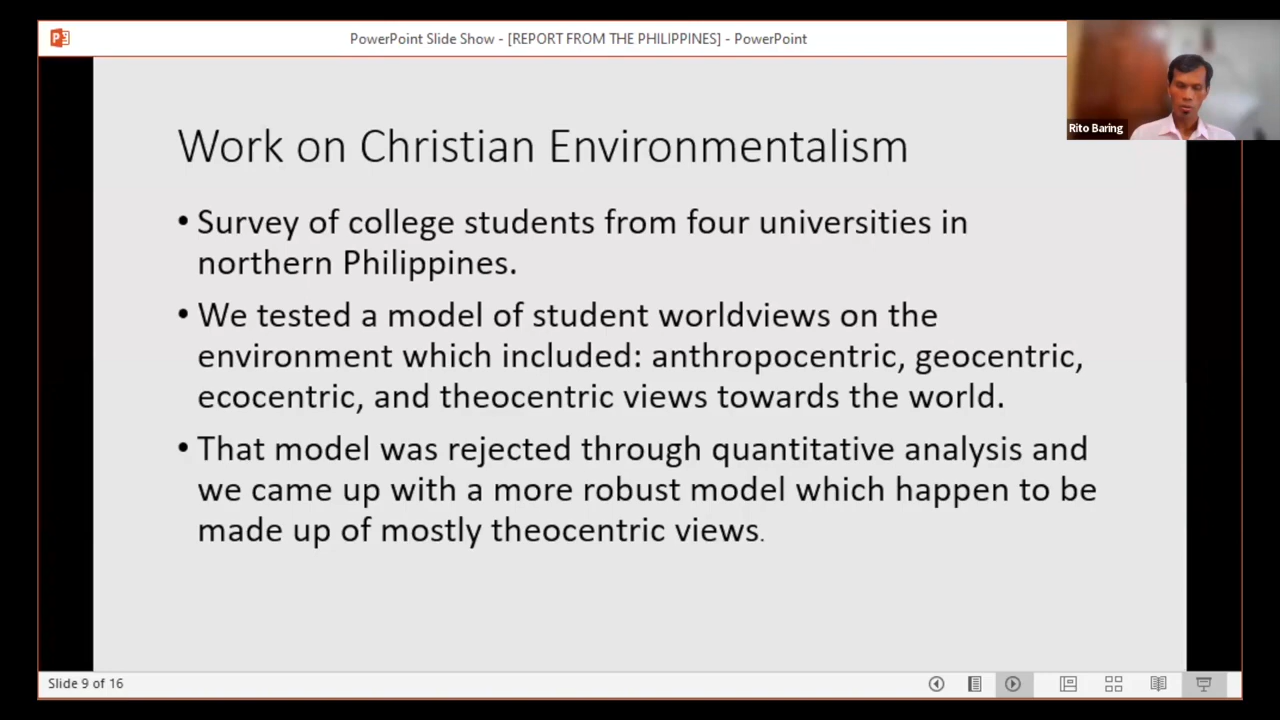 PowerPoint Slide Show - [REPORT FROM THE PHILIPPINES] - PowerPoint
Rito Baring
Work on Christian Environmentalism
• Survey of college students from four universities in
northern Philippines.
• We tested a model of student worldviews on the
environment which included: anthropocentric, geocentric,
ecocentric, and theocentric views towards the world.
• That model was rejected through quantitative analysis and
we came up with a more robust model which happen to be
made up of mostly theocentric views.
Slide 9 of 16